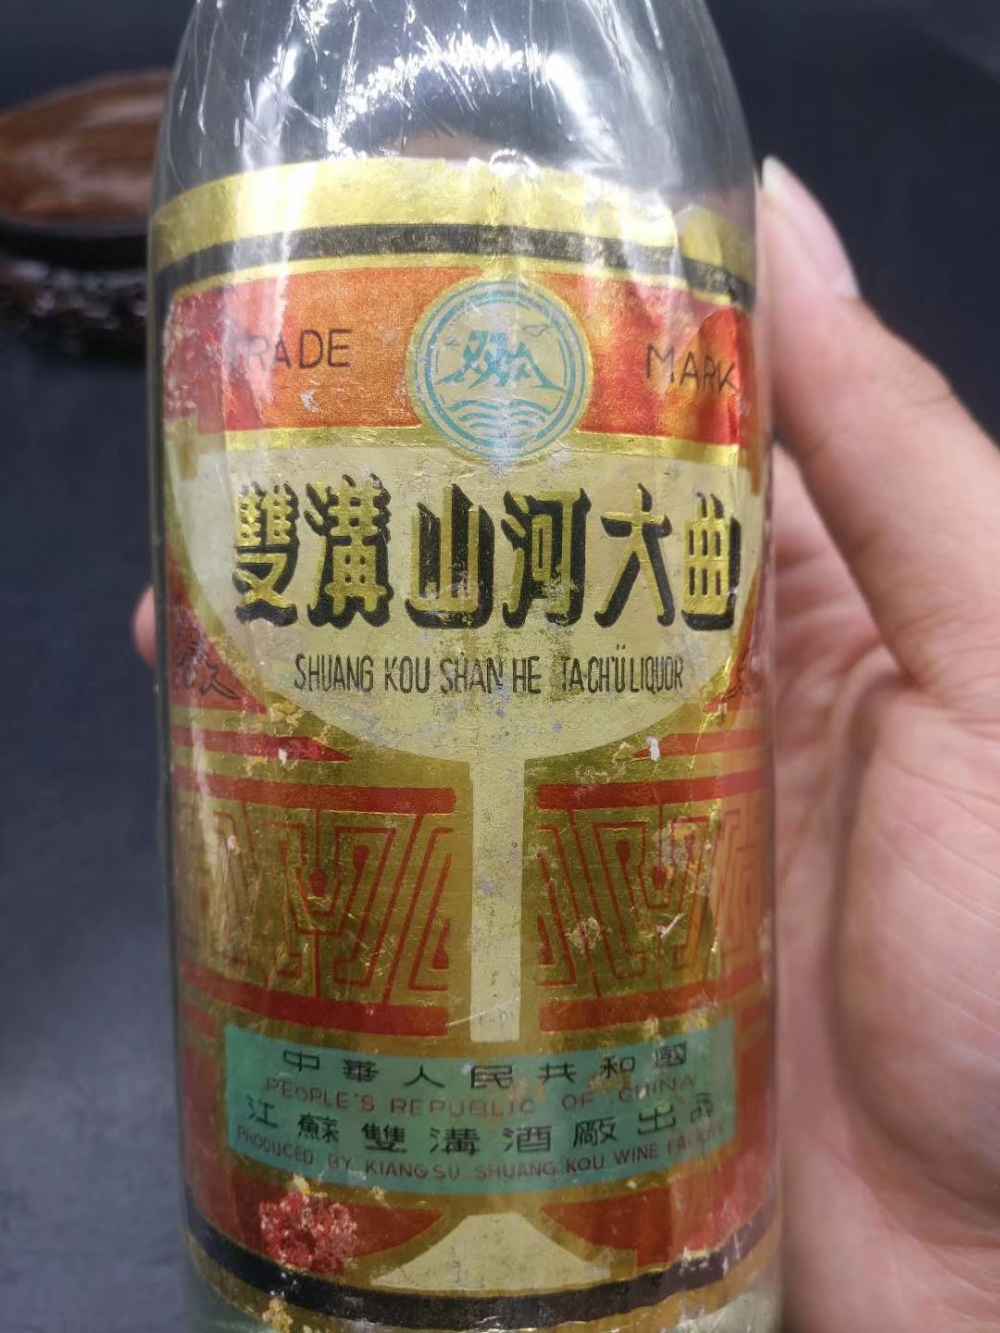 TRADE MARK
雙溝山河大曲
SHUANG KOU SHAN HE TA-CH'Ü LIQUOR
中華人民共和國
PEOPLE'S REPUBLIC OF CHINA
江蘇雙溝酒廠出品
PRODUCED BY KIANGSU SHUANG KOU WINE